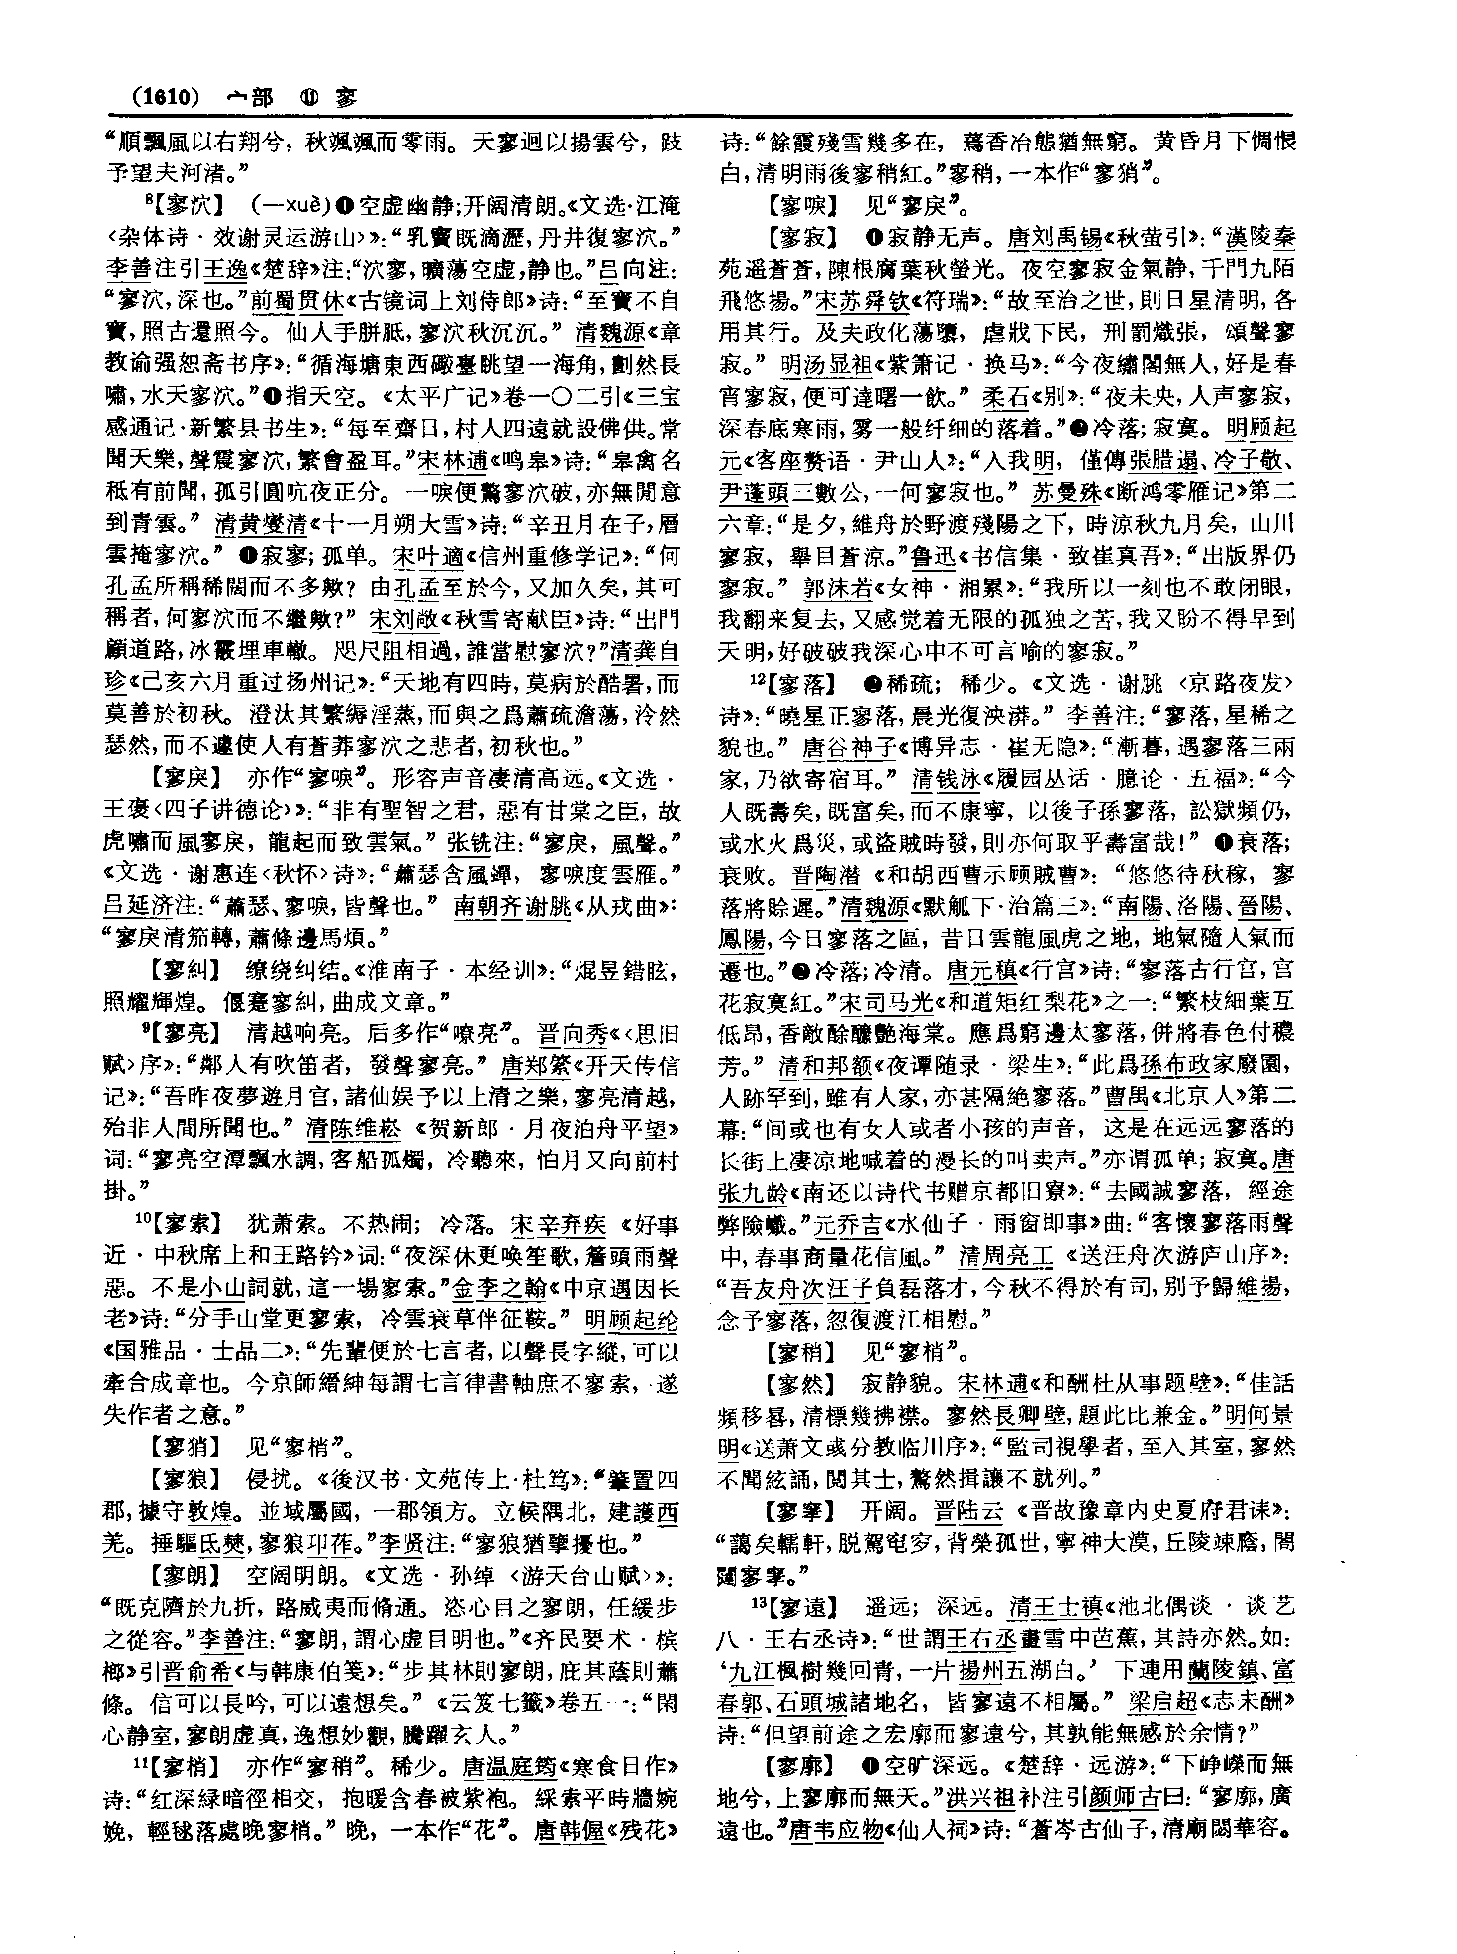 (1610) 宀部 ⑪ 寥
“順飄風以右翔兮，秋颯颯而零雨。天寥迥以揚雲兮，跂
予望夫河渚。”
8【寥泬】 (—xuè)❶空虚幽静；开阔清朗。《文选·江淹
〈杂体诗·效谢灵运游山〉》：“乳竇既滴瀝，丹井復寥泬。”
李善注引王逸《楚辞》注：“泬寥，曠蕩空虚，静也。”吕向注：
“寥泬，深也。”前蜀贯休《古镜词上刘侍郎》诗：“至寳不自
寳，照古還照今。仙人手胼胝，寥泬秋沉沉。” 清魏源《章
教谕强恕斋书序》：“循海塘東西礮臺眺望一海角，劃然長
嘯，水天寥泬。”❶指天空。《太平广记》卷一〇二引《三宝
感通记·新繁县书生》：“每至齋日，村人四遠就設佛供。常
聞天樂，聲震寥泬，繁會盈耳。”宋林逋《鸣皋》诗：“皋禽名
秪有前聞，孤引圓吭夜正分。一唳便驚寥泬破，亦無閒意
到青雲。” 清黄燮清《十一月朔大雪》诗：“辛丑月在子，層
雲掩寥泬。” ❶寂寥；孤单。宋叶適《信州重修学记》：“何
孔孟所稱稀闊而不多歟？由孔孟至於今，又加久矣，其可
稱者，何寥泬而不繼歟？” 宋刘敞《秋雪寄献臣》诗：“出門
顧道路，冰霰埋車轍。咫尺阻相過，誰當慰寥泬？”清龚自
珍《己亥六月重过扬州记》：“天地有四時，莫病於酷暑，而
莫善於初秋。澄汰其繁縟淫蒸，而與之爲蕭疏澹蕩，泠然
瑟然，而不遽使人有蒼莽寥泬之悲者，初秋也。”
【寥戾】 亦作“寥唳”。形容声音凄清高远。《文选·
王褒〈四子讲德论〉》：“非有聖智之君，惡有甘棠之臣，故
虎嘯而風寥戾，龍起而致雲氣。”张铣注：“寥戾，風聲。”
《文选·谢惠连〈秋怀〉诗》：“蕭瑟含風蟬，寥唳度雲雁。”
吕延济注：“蕭瑟、寥唳，皆聲也。” 南朝齐谢朓《从戎曲》：
“寥戾清笳轉，蕭條邊馬煩。”
【寥糾】 缭绕纠结。《淮南子·本经训》：“焜昱錯眩，
照耀輝煌。偃蹇寥糾，曲成文章。”
9【寥亮】 清越响亮。后多作“嘹亮”。晋向秀《〈思旧
赋〉序》：“鄰人有吹笛者，發聲寥亮。” 唐郑綮《开天传信
记》：“吾昨夜夢遊月宫，諸仙娱予以上清之樂，寥亮清越，
殆非人間所聞也。” 清陈维崧《贺新郎·月夜泊舟平望》
词：“寥亮空潭飄水調，客船孤燭，冷聽來，怕月又向前村
掛。”
10【寥索】 犹萧索。不热闹；冷落。宋辛弃疾《好事
近·中秋席上和王路钤》词：“夜深休更唤笙歌，簷頭雨聲
惡。不是小山詞就，這一場寥索。”金李之翰《中京遇因长
老》诗：“分手山堂更寥索，冷雲衰草伴征鞍。” 明顾起纶
《国雅品·士品二》：“先輩便於七言者，以聲長字縱，可以
牽合成章也。今京師縉紳每謂七言律書軸庶不寥索，遂
失作者之意。”
【寥狷】 见“寥梢”。
【寥狼】 侵扰。《後汉书·文苑传上·杜笃》：“肇置四
郡，據守敦煌。並域屬國，一郡領方。立候隅北，建護西
羌。捶驅氐僰，寥狼邛莋。”李贤注：“寥狼猶擘擾也。”
【寥朗】 空阔明朗。《文选·孙绰〈游天台山赋〉》：
“既克隮於九折，路威夷而脩通。恣心目之寥朗，任緩步
之從容。”李善注：“寥朗，謂心虚目明也。”《齐民要术·槟
榔》引晋俞希《与韩康伯笺》：“步其林則寥朗，庇其蔭則蕭
條。信可以長吟，可以遠想矣。”《云笈七籤》卷五一：“閑
心静室，寥朗虚真，逸想妙觀，騰躍玄人。”
11【寥梢】 亦作“寥稍”。稀少。唐温庭筠《寒食日作》
诗：“红深緑暗徑相交，抱暖含春被紫袍。綵索平時牆婉
娩，輕毬落處晚寥梢。”晚，一本作“花”。唐韩偓《残花》
诗：“餘霞殘雪幾多在，蔫香冶態猶無窮。黄昏月下惆悵
白，清明雨後寥稍紅。”寥稍，一本作“寥狷”。
【寥唳】 见“寥戾”。
【寥寂】 ❶寂静无声。唐刘禹锡《秋萤引》：“漢陵秦
苑遥蒼蒼，陳根腐葉秋螢光。夜空寥寂金氣静，千門九陌
飛悠揚。”宋苏舜钦《符瑞》：“故至治之世，則日星清明，各
用其行。及夫政化蕩隳，虐戕下民，刑罰熾張，頌聲寥
寂。” 明汤显祖《紫箫记·换马》：“今夜繡閣無人，好是春
宵寥寂，便可達曙一飲。” 柔石《别》：“夜未央，人声寥寂，
深春底寒雨，雾一般纤细的落着。”❷冷落；寂寞。明顾起
元《客座赘语·尹山人》：“入我明，僅傳張腊遢、冷子敬、
尹蓬頭三數公，一何寥寂也。” 苏曼殊《断鸿零雁记》第二
六章：“是夕，維舟於野渡殘陽之下，時涼秋九月矣，山川
寥寂，舉目蒼涼。”鲁迅《书信集·致崔真吾》：“出版界仍
寥寂。” 郭沫若《女神·湘累》：“我所以一刻也不敢闭眼，
我翻来复去，又感觉着无限的孤独之苦，我又盼不得早到
天明，好破破我深心中不可言喻的寥寂。”
12【寥落】 ❷稀疏；稀少。《文选·谢朓〈京路夜发〉
诗》：“曉星正寥落，晨光復泱漭。” 李善注：“寥落，星稀之
貌也。” 唐谷神子《博异志·崔无隐》：“漸暮，遇寥落三兩
家，乃欲寄宿耳。” 清钱泳《履园丛话·臆论·五福》：“今
人既壽矣，既富矣，而不康寧，以後子孫寥落，訟獄頻仍，
或水火爲災，或盜賊時發，則亦何取乎壽富哉！” ❶衰落；
衰败。晋陶潜《和胡西曹示顾贼曹》：“悠悠待秋稼，寥
落將賒遲。”清魏源《默觚下·治篇三》：“南陽、洛陽、晉陽、
鳳陽，今日寥落之區，昔日雲龍風虎之地，地氣隨人氣而
遷也。”❷冷落；冷清。唐元稹《行宫》诗：“寥落古行宫，宫
花寂寞紅。”宋司马光《和道矩红梨花》之一：“繁枝細葉互
低昂，香敵酴醾艷海棠。應爲窮邊太寥落，併將春色付穠
芳。” 清和邦额《夜谭随录·梁生》：“此爲孫布政家廢園，
人跡罕到，雖有人家，亦甚隔絶寥落。”曹禺《北京人》第二
幕：“间或也有女人或者小孩的声音，这是在远远寥落的
长街上凄凉地喊着的漫长的叫卖声。”亦谓孤单；寂寞。唐
张九龄《南还以诗代书赠京都旧寮》：“去國誠寥落，經途
弊險巇。”元乔吉《水仙子·雨窗即事》曲：“客懷寥落雨聲
中，春事商量花信風。” 清周亮工《送汪舟次游庐山序》：
“吾友舟次汪子負磊落才，今秋不得於有司，别予歸維揚，
念予寥落，忽復渡江相慰。”
【寥稍】 见“寥梢”。
【寥然】 寂静貌。宋林逋《和酬杜从事题壁》：“佳話
頻移晷，清標幾拂襟。寥然長卿壁，題此比兼金。”明何景
明《送萧文彧分教临川序》：“監司視學者，至入其室，寥然
不聞絃誦，閲其士，驁然揖讓不就列。”
【寥窂】 开阔。晋陆云《晋故豫章内史夏府君诔》：
“藹矣轜軒，脱駕窀穸，背榮孤世，寧神大漠，丘陵竦廕，閶
闥寥窂。”
13【寥遠】 遥远；深远。清王士禛《池北偶谈·谈艺
八·王右丞诗》：“世謂王右丞畫雪中芭蕉，其詩亦然。如：
‘九江楓樹幾回青，一片揚州五湖白。’ 下連用蘭陵鎮、富
春郭、石頭城諸地名，皆寥遠不相屬。” 梁启超《志未酬》
诗：“但望前途之宏廓而寥遠兮，其孰能無感於余情？”
【寥廓】 ❶空旷深远。《楚辞·远游》：“下崢嶸而無
地兮，上寥廓而無天。”洪兴祖补注引颜师古曰：“寥廓，廣
遠也。”唐韦应物《仙人祠》诗：“蒼岑古仙子，清廟閟華容。